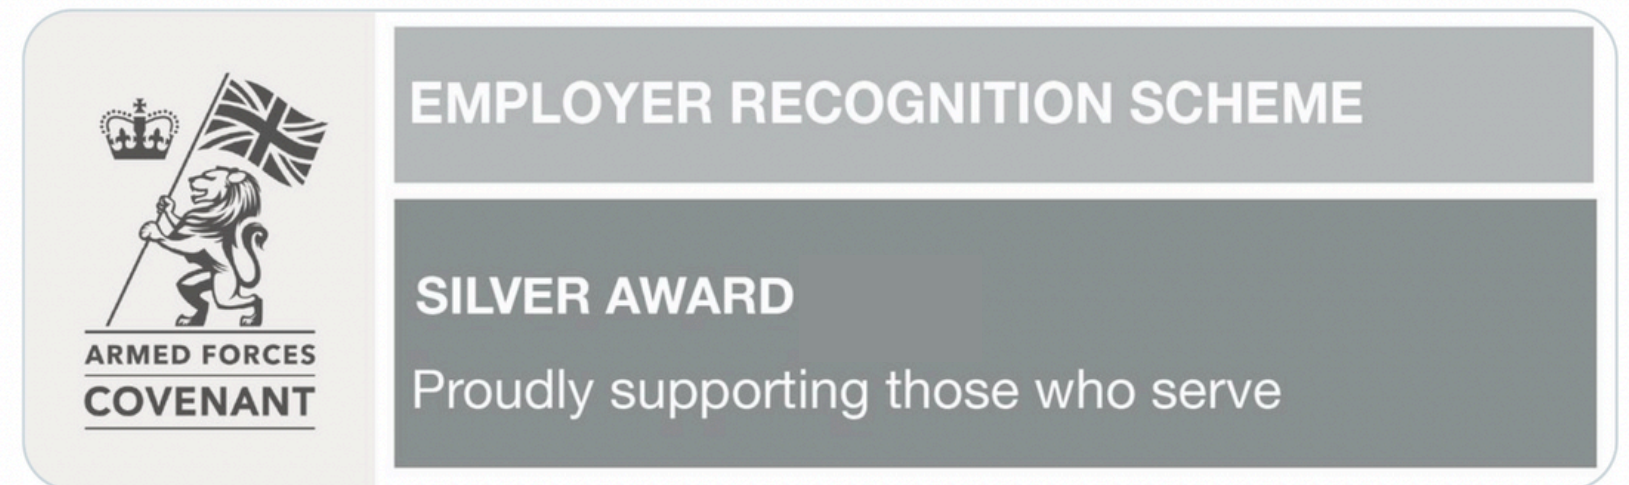 ARMED FORCES
COVENANT
EMPLOYER RECOGNITION SCHEME
SILVER AWARD
Proudly supporting those who serve